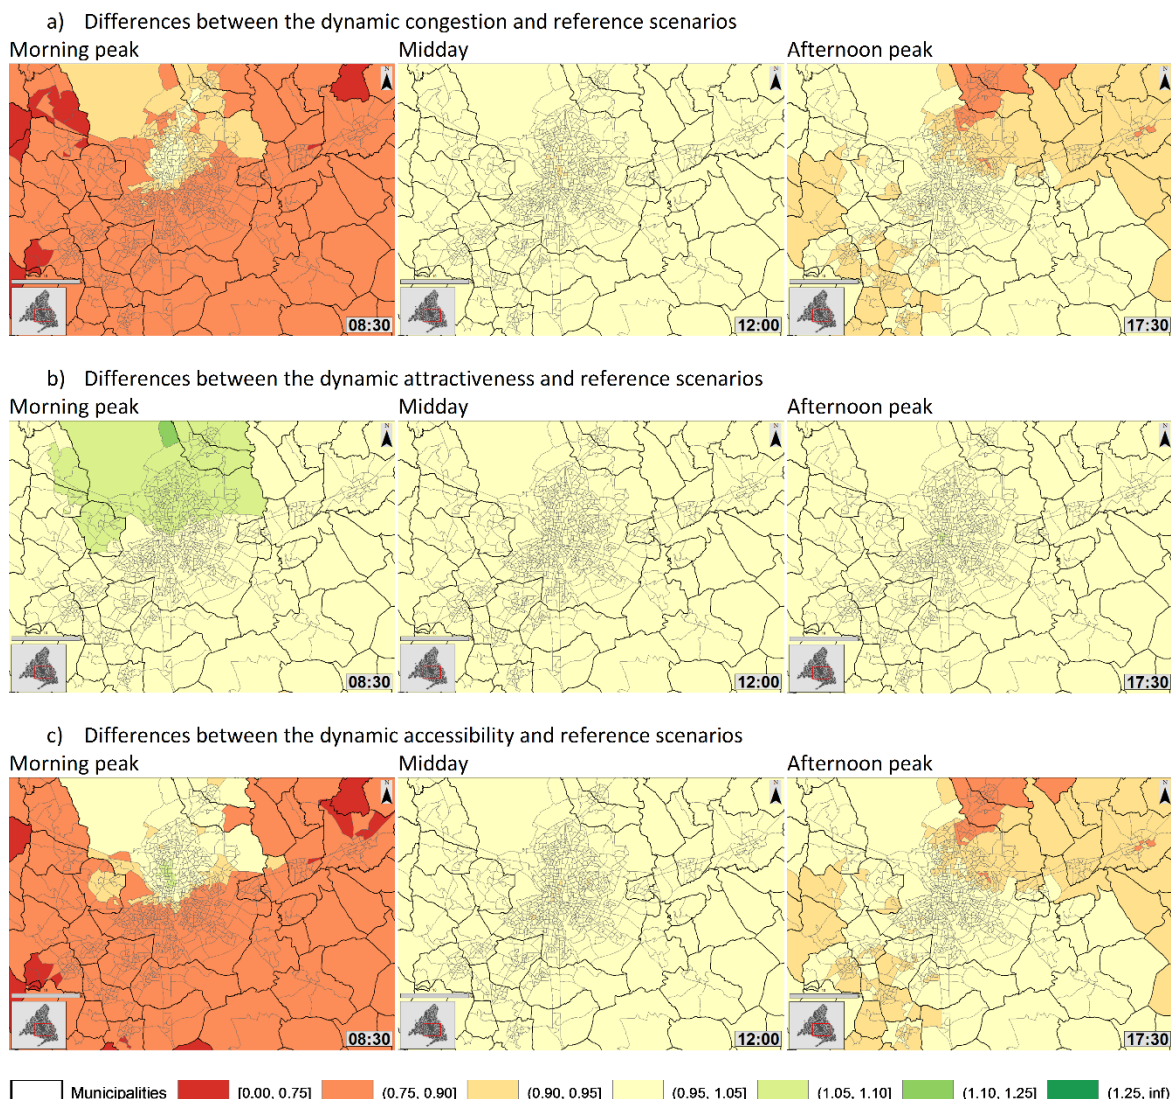 a) Differences between the dynamic congestion and reference scenarios
Morning peak Midday Afternoon peak
N N N
08:30 12:00 17:30
b) Differences between the dynamic attractiveness and reference scenarios
Morning peak Midday Afternoon peak
N N N
08:30 12:00 17:30
c) Differences between the dynamic accessibility and reference scenarios
Morning peak Midday Afternoon peak
N N N
08:30 12:00 17:30
Municipalities [0.00, 0.75] (0.75, 0.90] (0.90, 0.95] (0.95, 1.05] (1.05, 1.10] (1.10, 1.25] (1.25, inf)